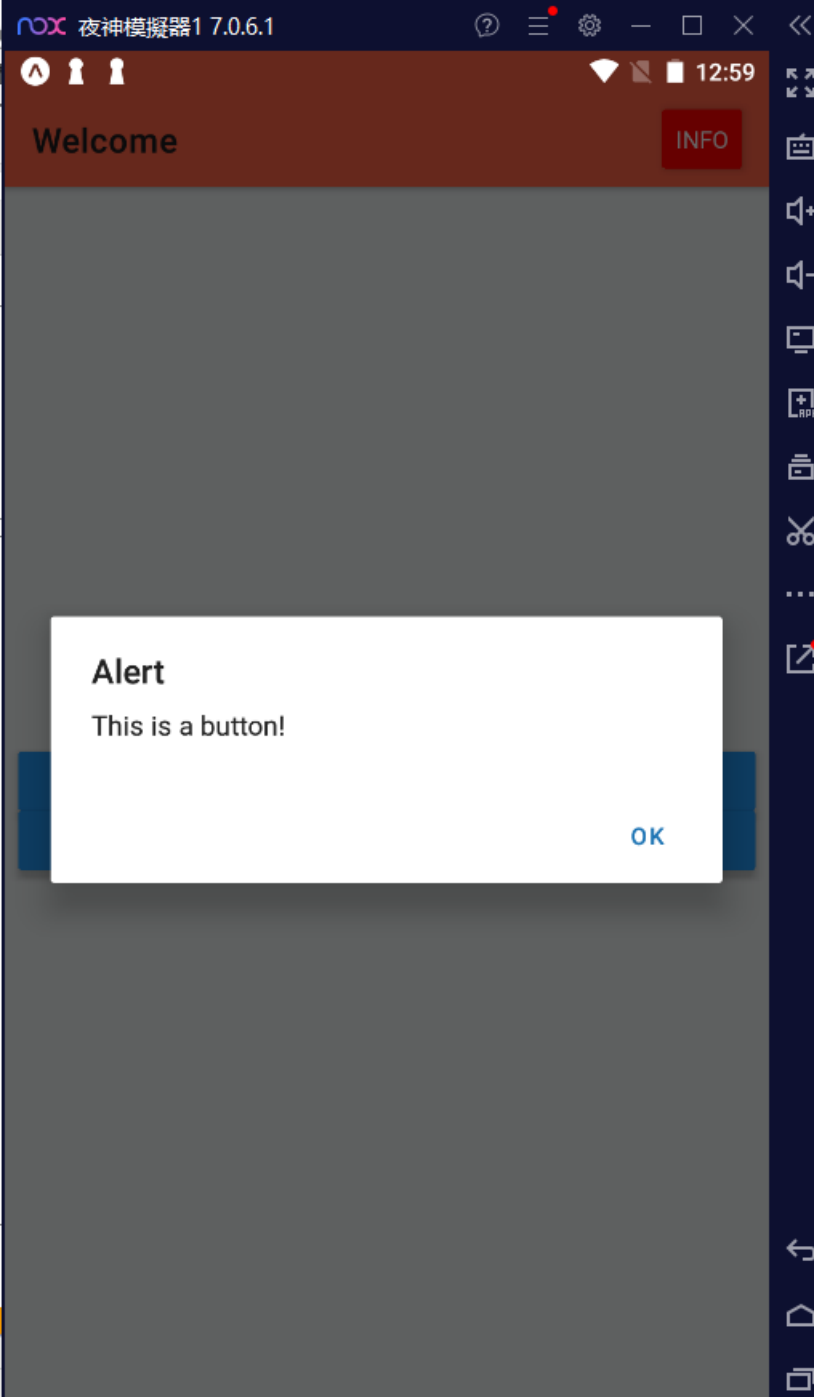 nox 夜神模擬器1 7.0.6.1
12:59
Welcome
INFO
Alert
This is a button!
OK